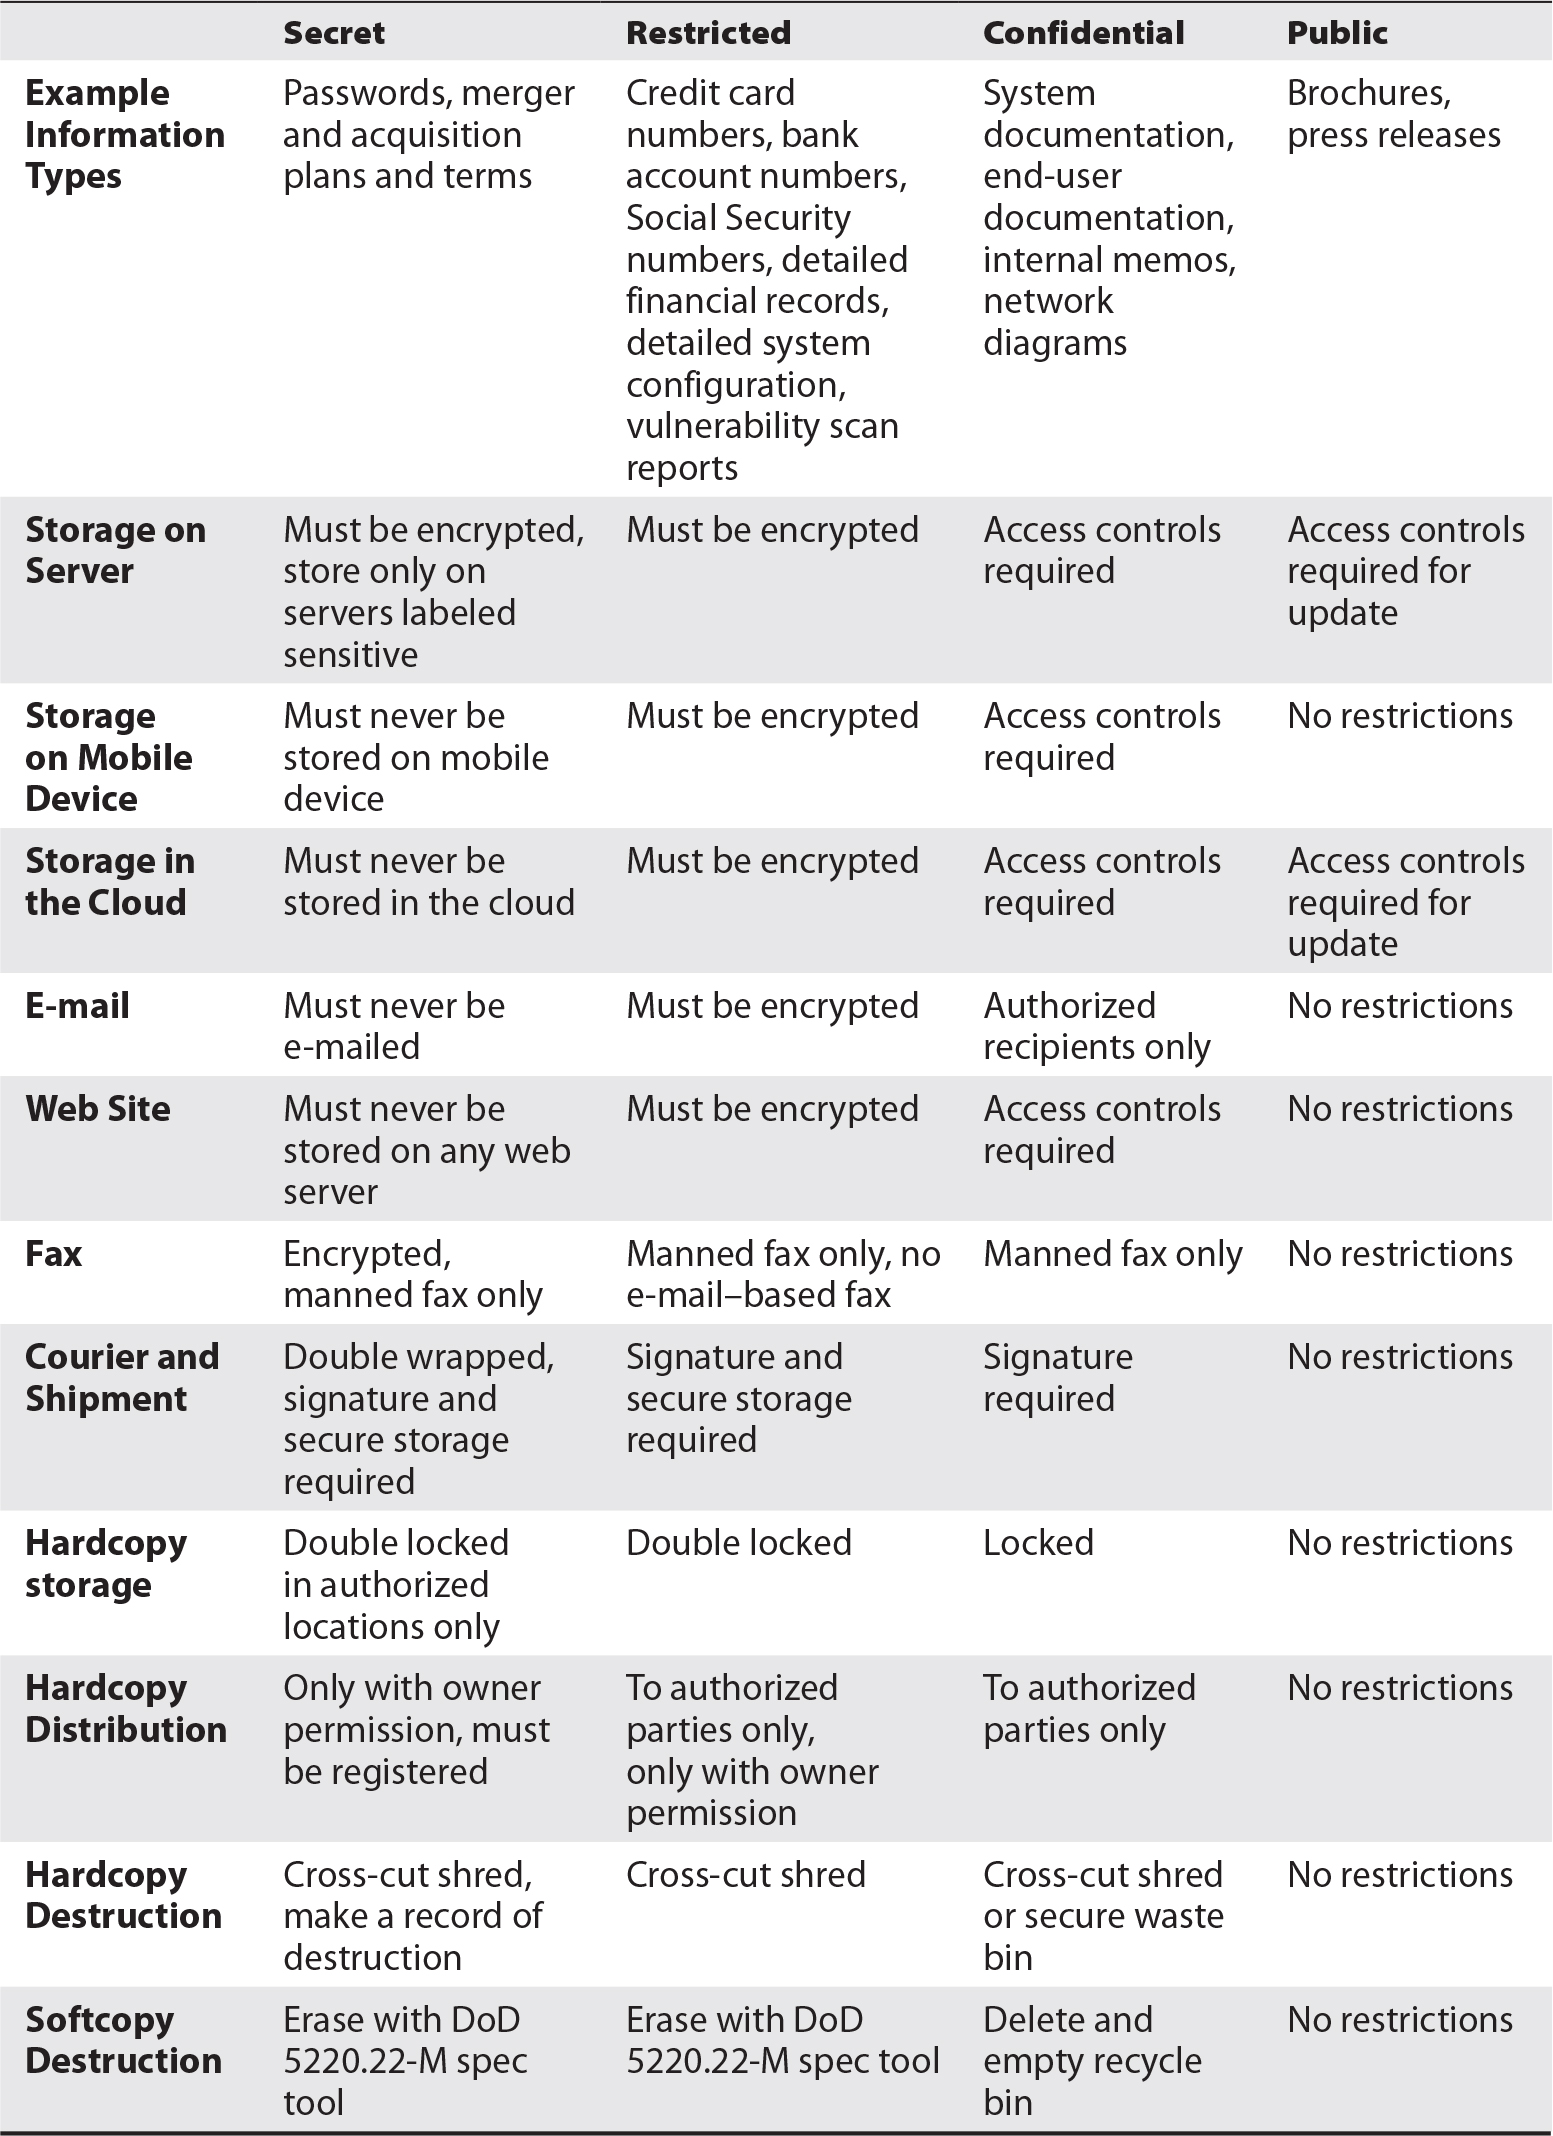 Secret Restricted Confidential Public
Example Information Types
Passwords, merger
and acquisition
plans and terms
Credit card
numbers, bank
account numbers,
Social Security
numbers, detailed
financial records,
detailed system
configuration,
vulnerability scan
reports
System
documentation,
end-user
documentation,
internal memos,
network
diagrams
Brochures,
press releases
Storage on
Server
Must be encrypted,
store only on
servers labeled
sensitive
Must be encrypted
Access controls
required
Access controls
required for
update
Storage
on Mobile
Device
Must never be
stored on mobile
device
Must be encrypted
Access controls
required
No restrictions
Storage in
the Cloud
Must never be
stored in the cloud
Must be encrypted
Access controls
required
Access controls
required for
update
E-mail
Must never be
e-mailed
Must be encrypted
Authorized
recipients only
No restrictions
Web Site
Must never be
stored on any web
server
Must be encrypted
Access controls
required
No restrictions
Fax
Encrypted,
manned fax only
Manned fax only, no
e-mail–based fax
Manned fax only
No restrictions
Courier and
Shipment
Double wrapped,
signature and
secure storage
required
Signature and
secure storage
required
Signature
required
No restrictions
Hardcopy
storage
Double locked
in authorized
locations only
Double locked
Locked
No restrictions
Hardcopy
Distribution
Only with owner
permission, must
be registered
To authorized
parties only,
only with owner
permission
To authorized
parties only
No restrictions
Hardcopy
Destruction
Cross-cut shred,
make a record of
destruction
Cross-cut shred
Cross-cut shred
or secure waste
bin
No restrictions
Softcopy
Destruction
Erase with DoD
5220.22-M spec
tool
Erase with DoD
5220.22-M spec tool
Delete and
empty recycle
bin
No restrictions